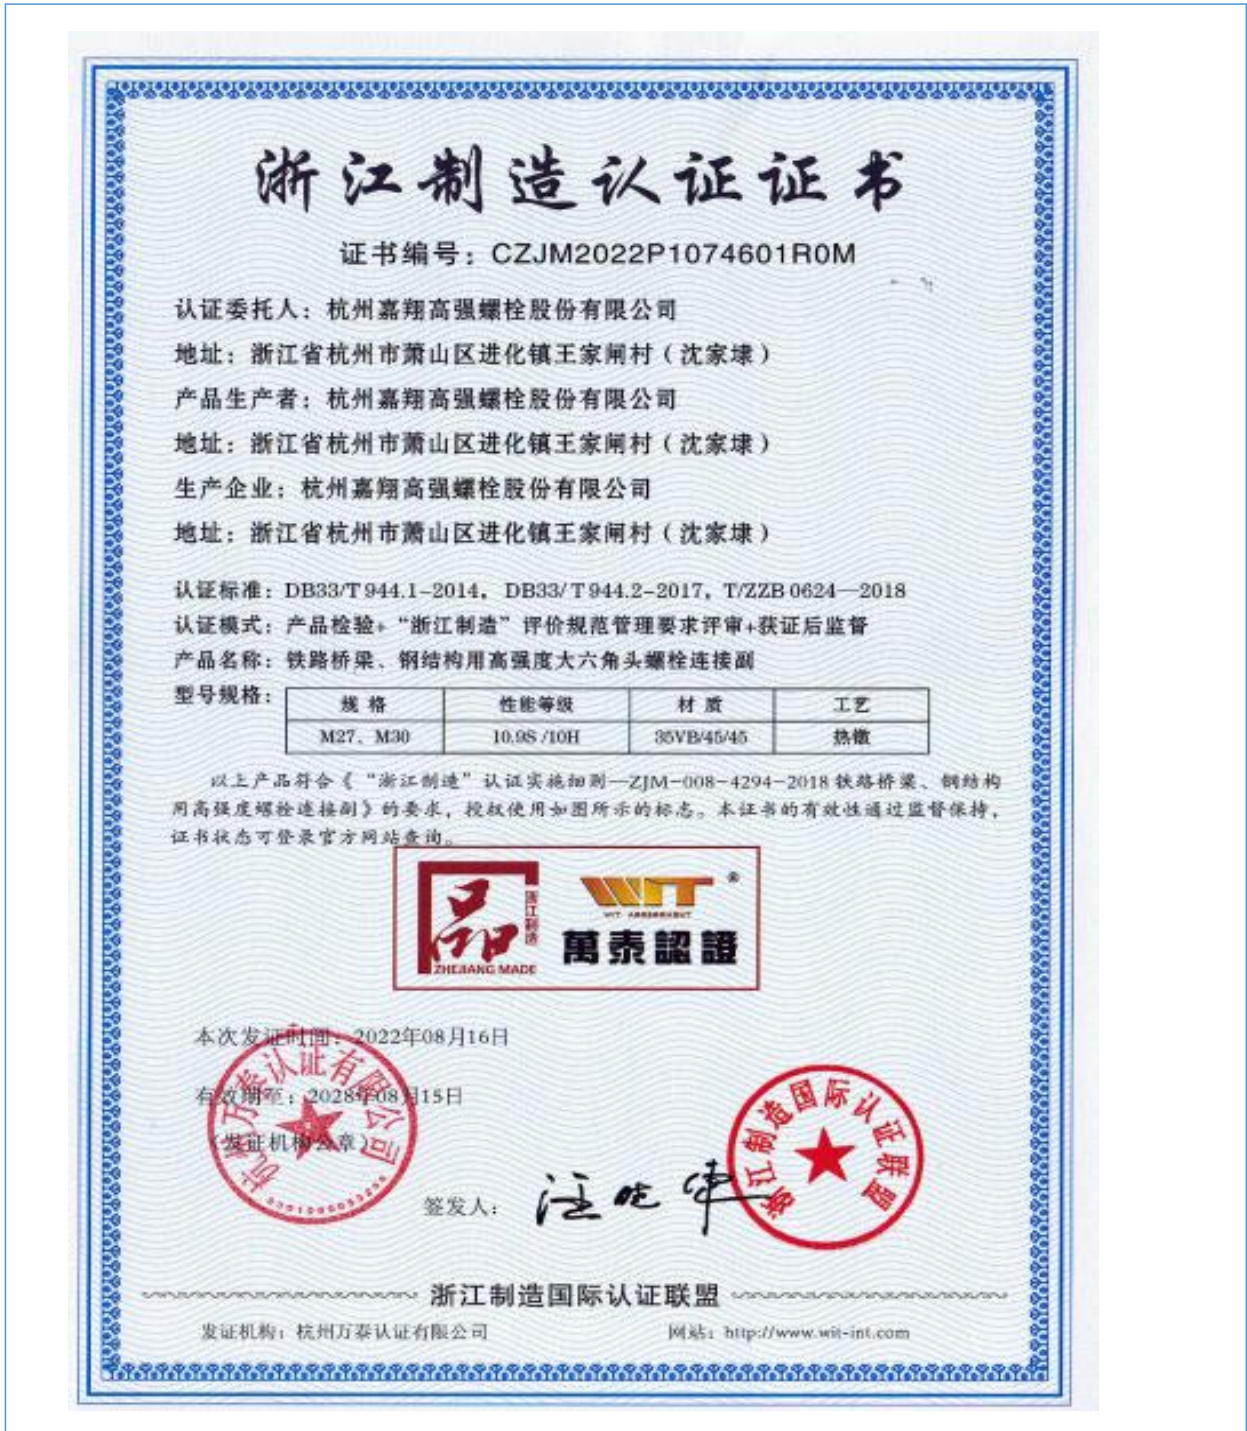 浙江制造认证证书
证书编号：CZJM2022P1074601R0M
认证委托人：杭州嘉翔高强螺栓股份有限公司
地址：浙江省杭州市萧山区进化镇王家闸村（沈家埭）
产品生产者：杭州嘉翔高强螺栓股份有限公司
地址：浙江省杭州市萧山区进化镇王家闸村（沈家埭）
生产企业：杭州嘉翔高强螺栓股份有限公司
地址：浙江省杭州市萧山区进化镇王家闸村（沈家埭）
认证标准：DB33/T 944.1-2014，DB33/T 944.2-2017，T/ZZB 0624—2018
认证模式：产品检验+“浙江制造”评价规范管理要求评审+获证后监督
产品名称：铁路桥梁、钢结构用高强度大六角头螺栓连接副
型号规格：
规格 性能等级 材质 工艺
M27、M30 10.9S /10H 35VB/45/45 热镦
以上产品符合《“浙江制造”认证实施细则—ZJM-008-4294-2018 铁路桥梁、钢结构
用高强度螺栓连接副》的要求，授权使用如图所示的标志。本证书的有效性通过监督保持，
证书状态可登录官方网站查询。
品 浙江制造
ZHEJIANG MADE
WIT ®
WIT ASSESSMENT
萬泰認證
本次发证时间：2022年08月16日
有效期至：2028年08月15日
（发证机构公章）
杭州万泰认证有限公司
浙江制造国际认证联盟
签发人：
浙江制造国际认证联盟
发证机构：杭州万泰认证有限公司 网站：http://www.wit-int.com